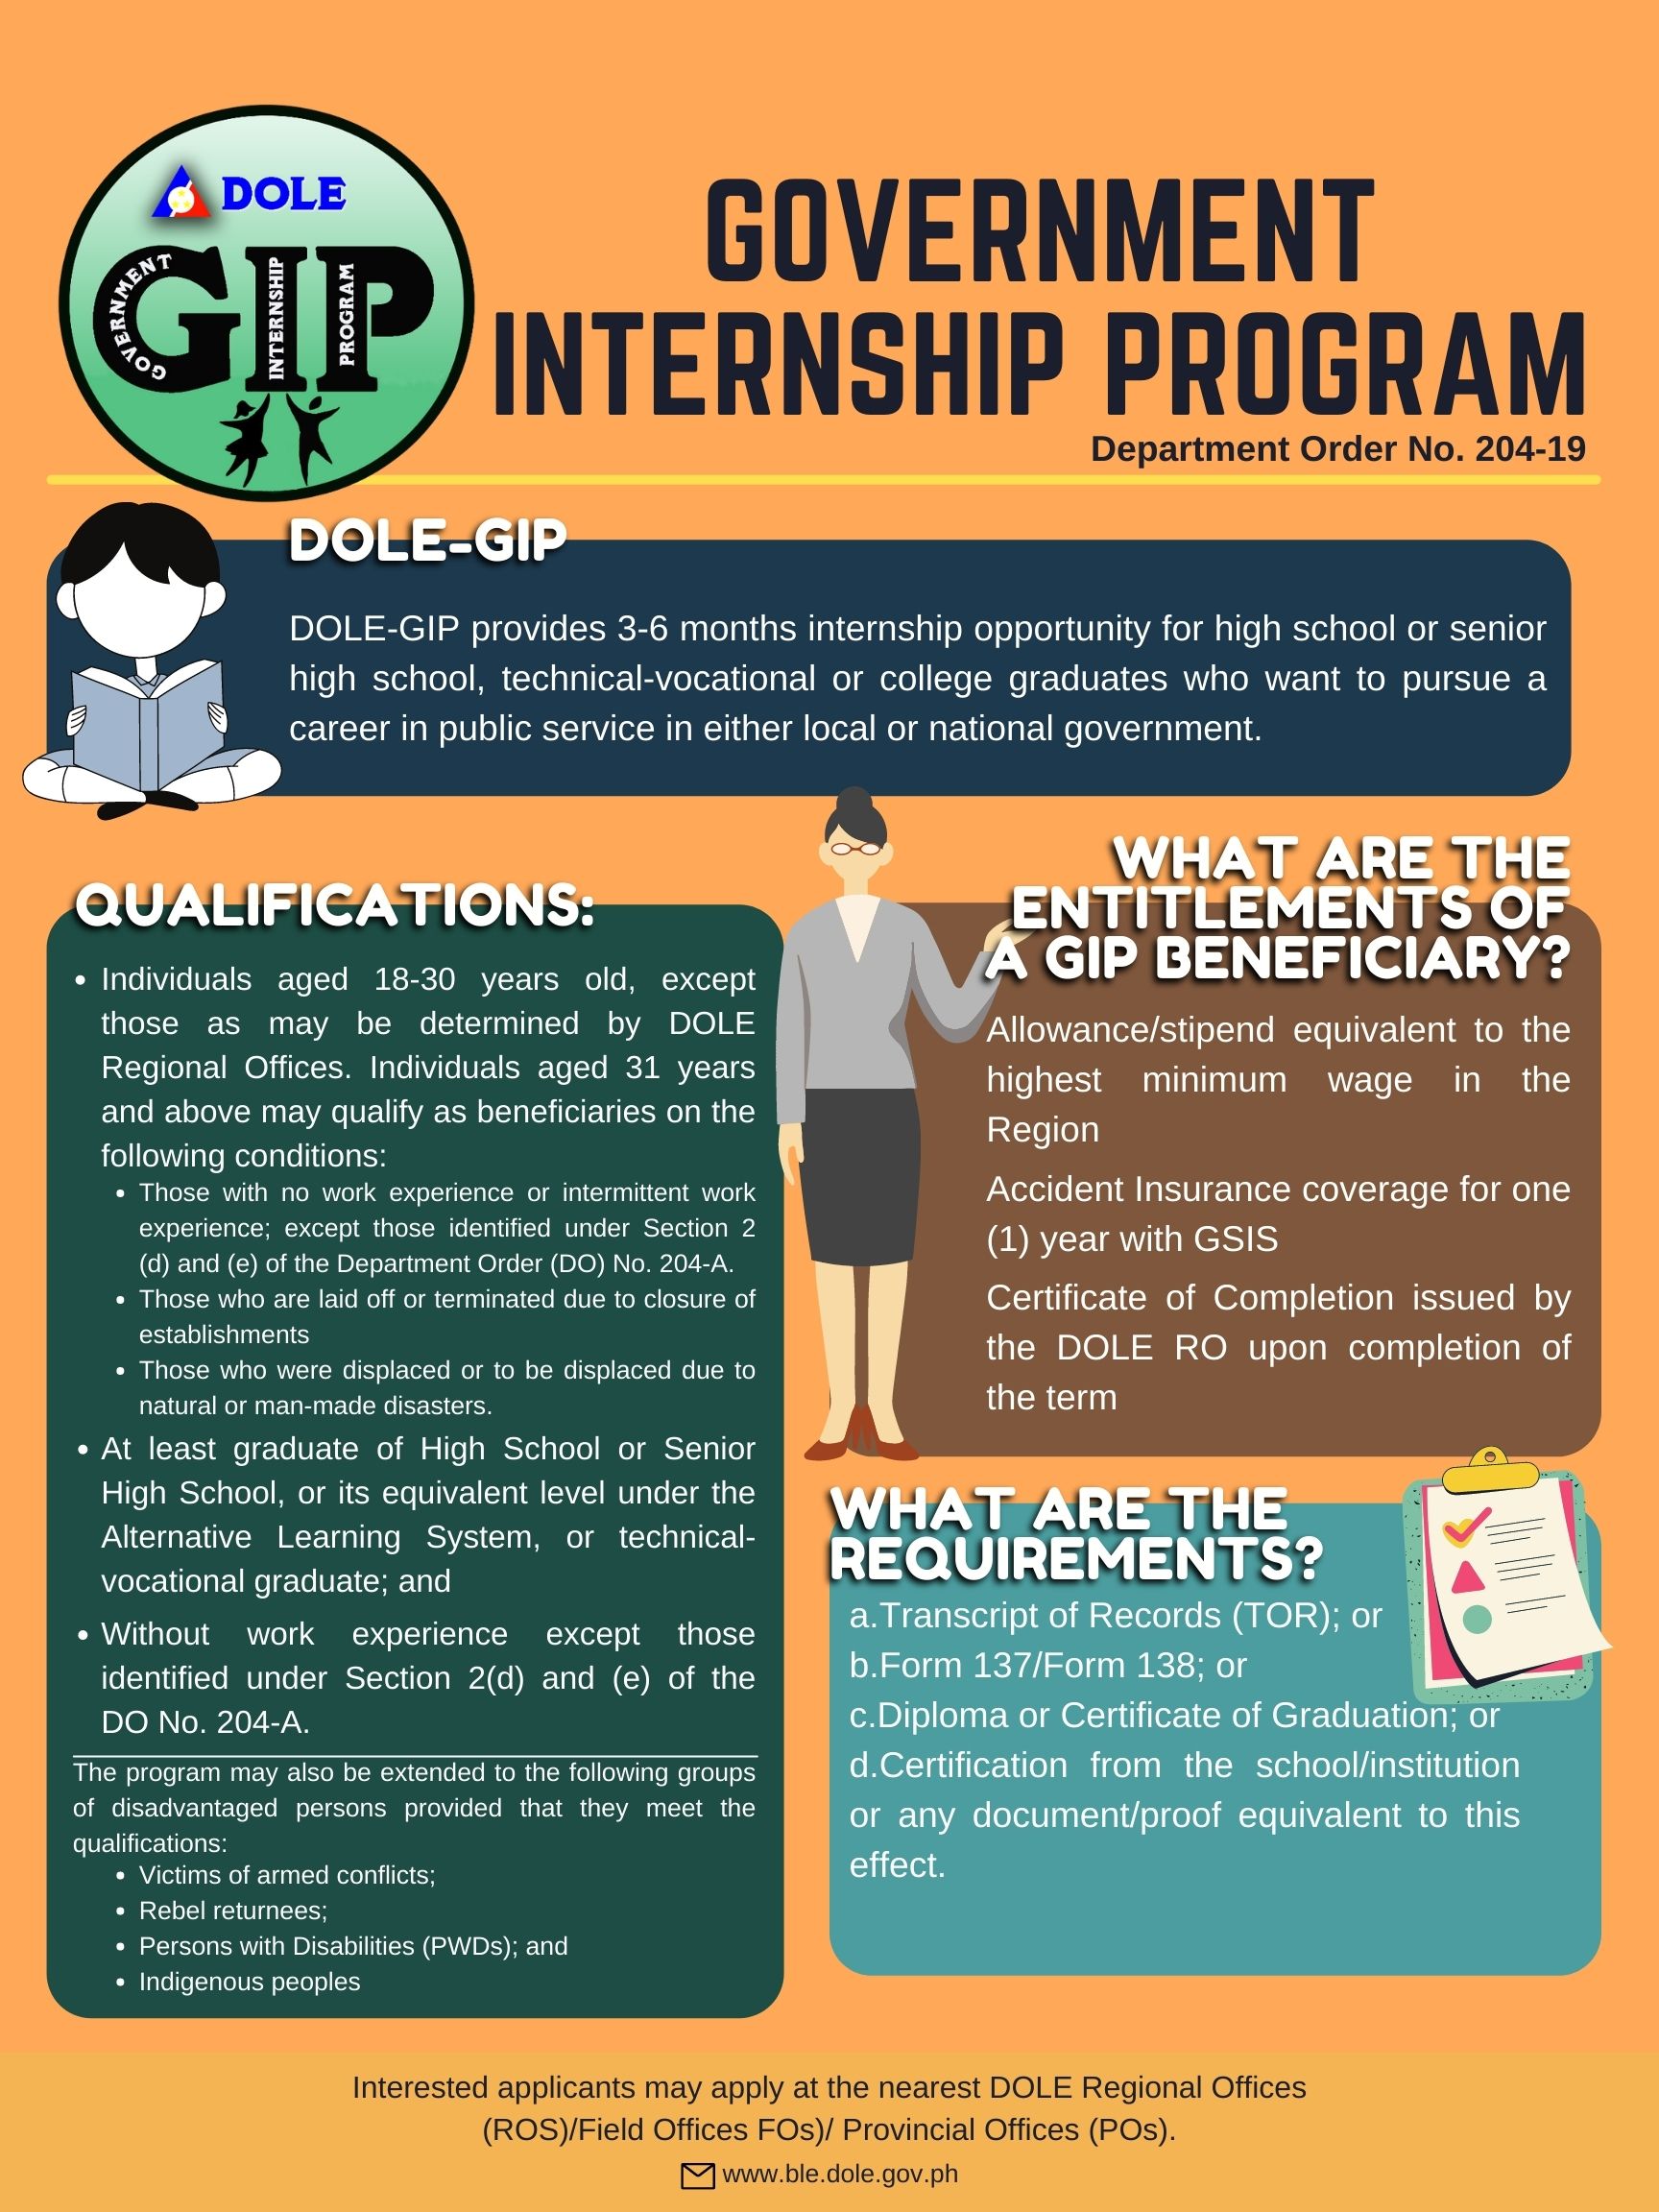 DOLE
GOVERNMENT
INTERNSHIP
PROGRAM
GIP
GOVERNMENT
INTERNSHIP PROGRAM
Department Order No. 204-19
DOLE-GIP
DOLE-GIP provides 3-6 months internship opportunity for high school or senior
high school, technical-vocational or college graduates who want to pursue a
career in public service in either local or national government.
QUALIFICATIONS:
• Individuals aged 18-30 years old, except
those as may be determined by DOLE
Regional Offices. Individuals aged 31 years
and above may qualify as beneficiaries on the
following conditions:
• Those with no work experience or intermittent work
experience; except those identified under Section 2
(d) and (e) of the Department Order (DO) No. 204-A.
• Those who are laid off or terminated due to closure of
establishments
• Those who were displaced or to be displaced due to
natural or man-made disasters.
• At least graduate of High School or Senior
High School, or its equivalent level under the
Alternative Learning System, or technical-
vocational graduate; and
• Without work experience except those
identified under Section 2(d) and (e) of the
DO No. 204-A.
The program may also be extended to the following groups
of disadvantaged persons provided that they meet the
qualifications:
• Victims of armed conflicts;
• Rebel returnees;
• Persons with Disabilities (PWDs); and
• Indigenous peoples
WHAT ARE THE
ENTITLEMENTS OF
A GIP BENEFICIARY?
Allowance/stipend equivalent to the
highest minimum wage in the
Region
Accident Insurance coverage for one
(1) year with GSIS
Certificate of Completion issued by
the DOLE RO upon completion of
the term
WHAT ARE THE
REQUIREMENTS?
a.Transcript of Records (TOR); or
b.Form 137/Form 138; or
c.Diploma or Certificate of Graduation; or
d.Certification from the school/institution
or any document/proof equivalent to this
effect.
Interested applicants may apply at the nearest DOLE Regional Offices
(ROS)/Field Offices FOs)/ Provincial Offices (POs).
www.ble.dole.gov.ph